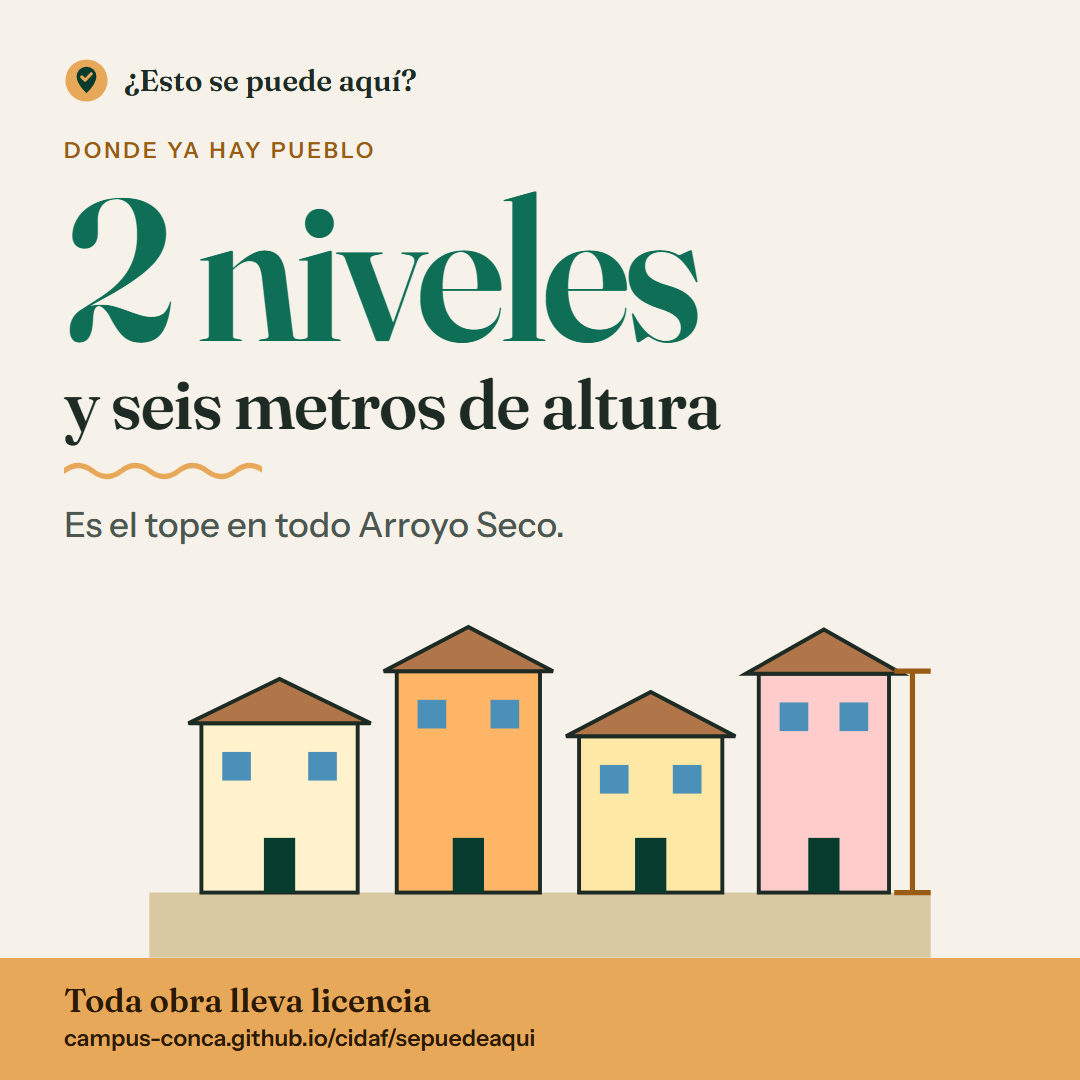 ¿Esto se puede aquí?
DONDE YA HAY PUEBLO
2 niveles
y seis metros de altura
Es el tope en todo Arroyo Seco.
Toda obra lleva licencia
campus-conca.github.io/cidaf/sepuedeaqui